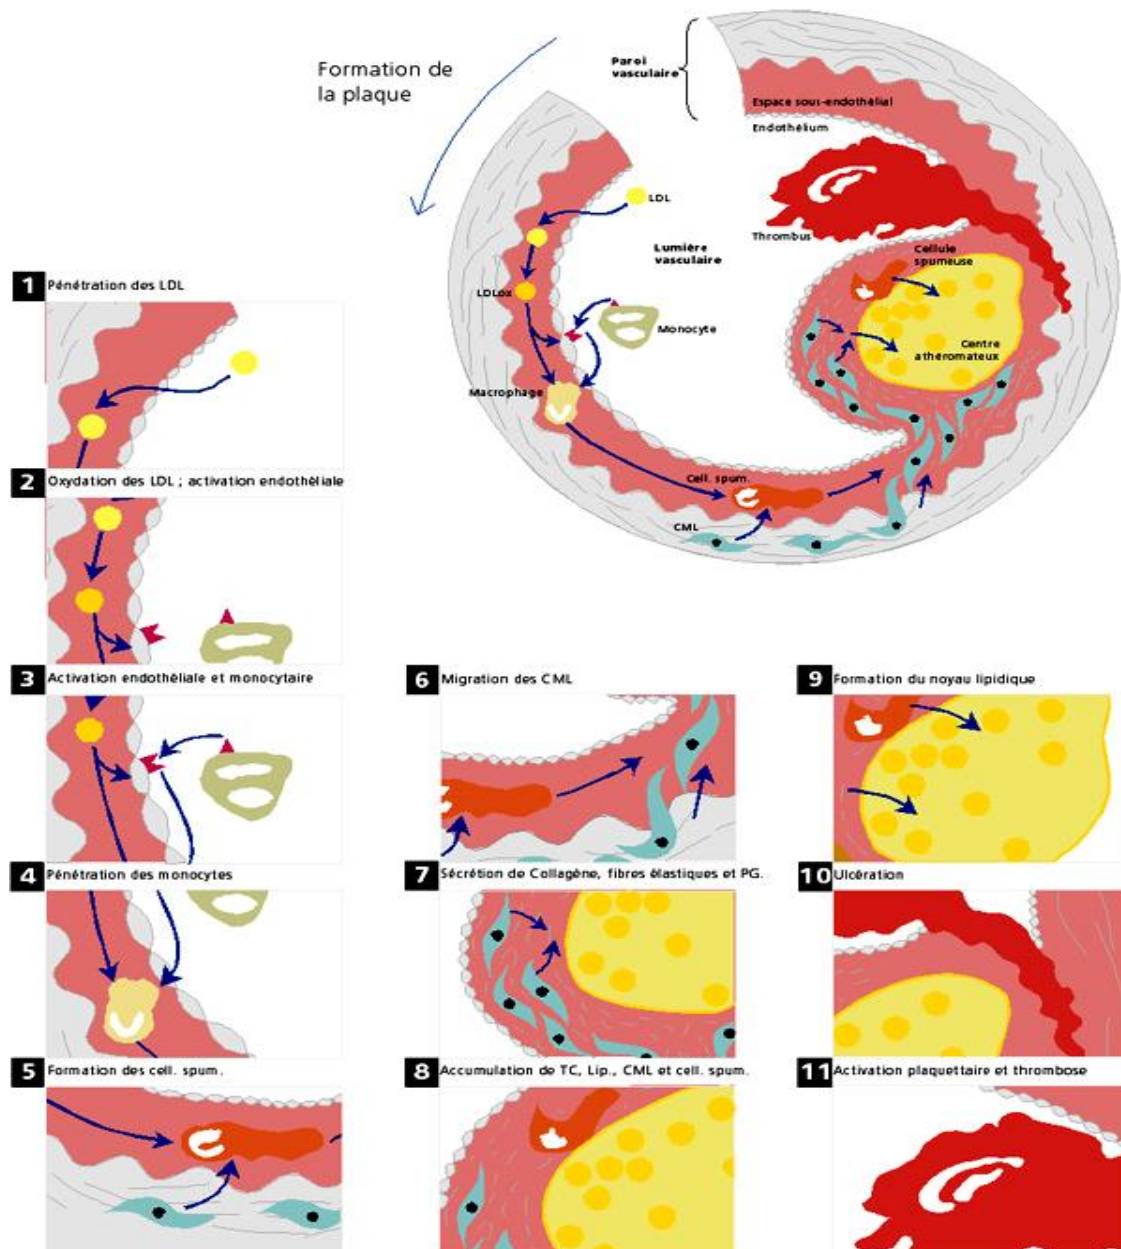 Formation de
la plaque
Paroi
vasculaire
Espace sous-endothélial
Endothélium
LDL
Thrombus
Lumière
vasculaire
Cellule
spumeuse
LDLox
Monocyte
Centre
athéromateux
Macrophage
Cell. spum.
CML
1 Pénétration des LDL
2 Oxydation des LDL ; activation endothéliale
3 Activation endothéliale et monocytaire
4 Pénétration des monocytes
5 Formation des cell. spum.
6 Migration des CML
7 Sécrétion de Collagène, fibres élastiques et PG.
8 Accumulation de TC, Lip., CML et cell. spum.
9 Formation du noyau lipidique
10 Ulcération
11 Activation plaquettaire et thrombose